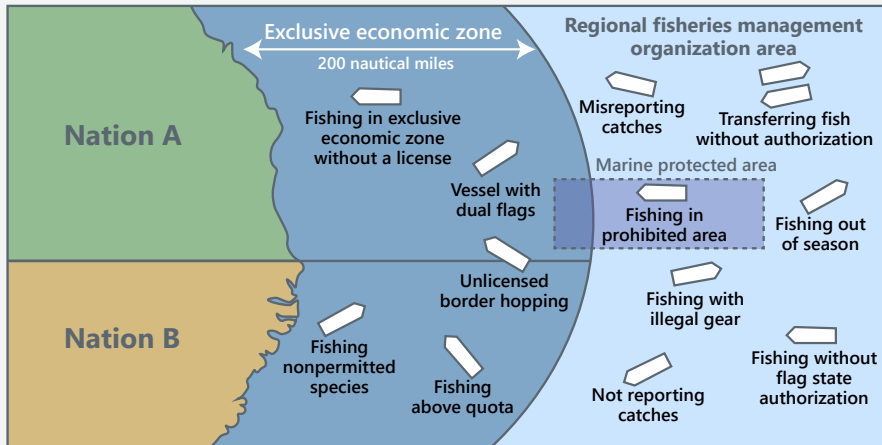 Exclusive economic zone
200 nautical miles
Regional fisheries management
organization area
Nation A
Fishing in exclusive
economic zone
without a license
Misreporting
catches
Transferring fish
without authorization
Vessel with
dual flags
Marine protected area
Fishing in
prohibited area
Fishing out
of season
Unlicensed
border hopping
Fishing with
illegal gear
Nation B
Fishing
nonpermitted
species
Fishing
above quota
Not reporting
catches
Fishing without
flag state
authorization